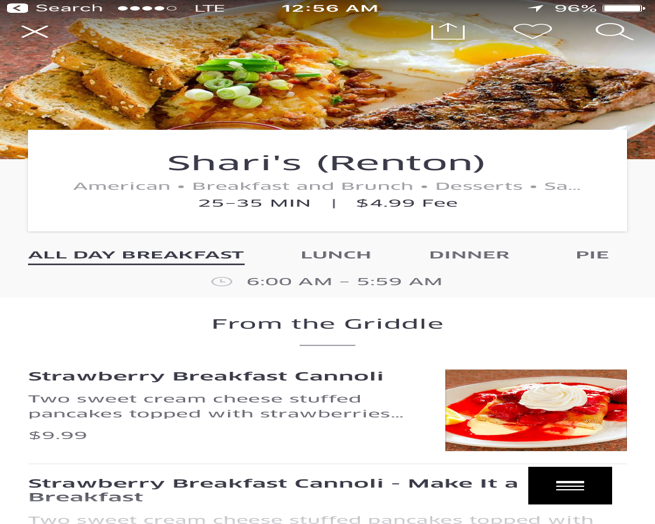 Search LTE 12:56 AM 96%
Shari's (Renton)
American • Breakfast and Brunch • Desserts • Sa...
25–35 MIN | $4.99 Fee
ALL DAY BREAKFAST LUNCH DINNER PIE
6:00 AM – 5:59 AM
From the Griddle
Strawberry Breakfast Cannoli
Two sweet cream cheese stuffed
pancakes topped with strawberries...
$9.99
Strawberry Breakfast Cannoli - Make It a
Breakfast
Two sweet cream cheese stuffed pancakes topped with